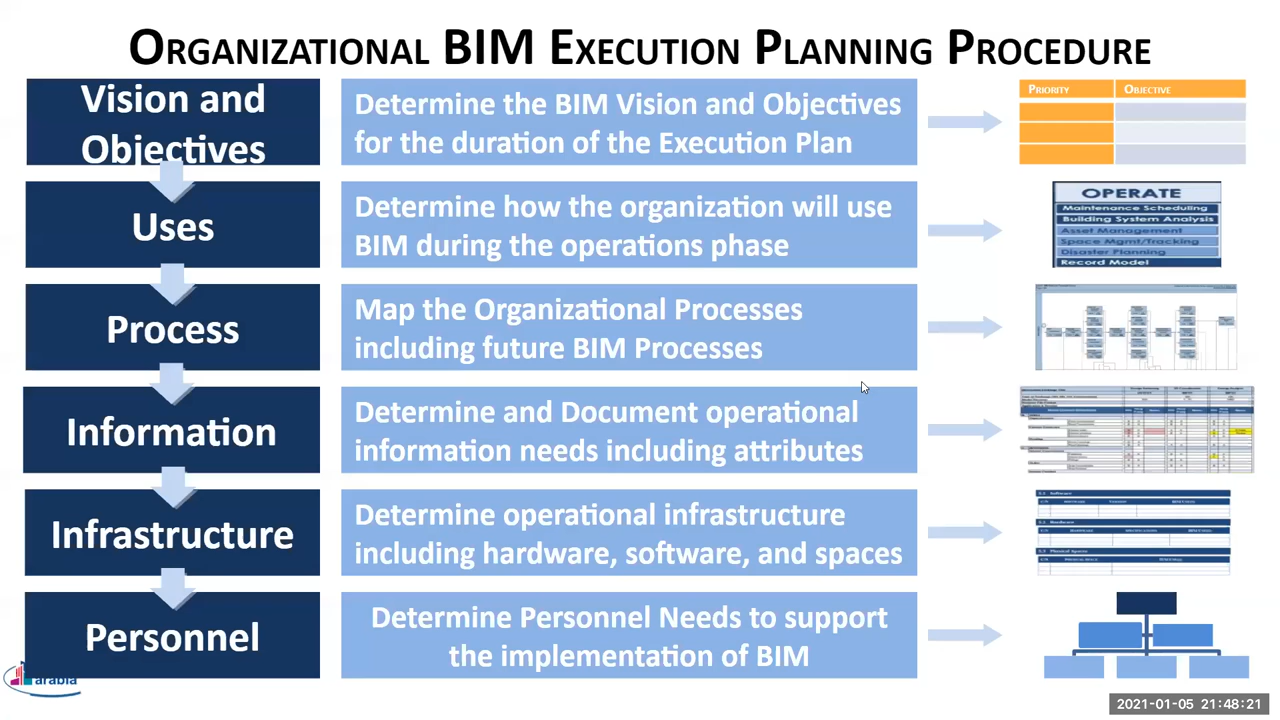 ORGANIZATIONAL BIM EXECUTION PLANNING PROCEDURE
Vision and
Objectives
Determine the BIM Vision and Objectives
for the duration of the Execution Plan
PRIORITY OBJECTIVE
Uses
Determine how the organization will use
BIM during the operations phase
OPERATE
Maintenance Scheduling
Building System Analysis
Asset Management
Space Mgmt/Tracking
Disaster Planning
Record Model
Process
Map the Organizational Processes
including future BIM Processes
Information
Determine and Document operational
information needs including attributes
Infrastructure
Determine operational infrastructure
including hardware, software, and spaces
Software
Hardware
Physical Spaces
Personnel
Determine Personnel Needs to support
the implementation of BIM
arabia
2021-01-05 21:48:21